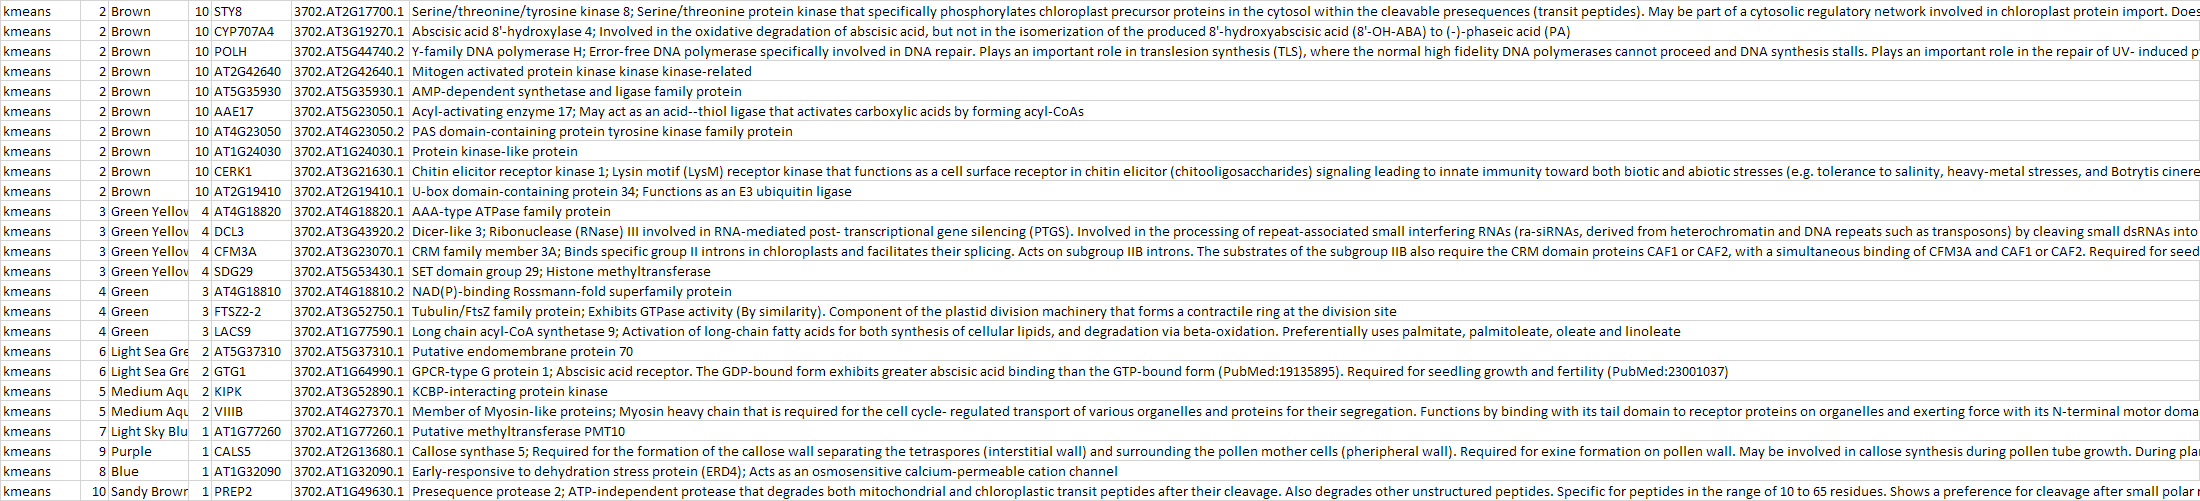 kmeans 2 Brown 10 STY8 3702.AT2G17700.1 Serine/threonine/tyrosine kinase 8; Serine/threonine protein kinase that specifically phosphorylates chloroplast precursor proteins in the cytosol within the cleavable presequences (transit peptides). May be part of a cytosolic regulatory network involved in chloroplast protein import. Does
kmeans 2 Brown 10 CYP707A4 3702.AT3G19270.1 Abscisic acid 8'-hydroxylase 4; Involved in the oxidative degradation of abscisic acid, but not in the isomerization of the produced 8'-hydroxyabscisic acid (8'-OH-ABA) to (-)-phaseic acid (PA)
kmeans 2 Brown 10 POLH 3702.AT5G44740.2 Y-family DNA polymerase H; Error-free DNA polymerase specifically involved in DNA repair. Plays an important role in translesion synthesis (TLS), where the normal high fidelity DNA polymerases cannot proceed and DNA synthesis stalls. Plays an important role in the repair of UV- induced p
kmeans 2 Brown 10 AT2G42640 3702.AT2G42640.1 Mitogen activated protein kinase kinase kinase-related
kmeans 2 Brown 10 AT5G35930 3702.AT5G35930.1 AMP-dependent synthetase and ligase family protein
kmeans 2 Brown 10 AAE17 3702.AT5G23050.1 Acyl-activating enzyme 17; May act as an acid--thiol ligase that activates carboxylic acids by forming acyl-CoAs
kmeans 2 Brown 10 AT4G23050 3702.AT4G23050.2 PAS domain-containing protein tyrosine kinase family protein
kmeans 2 Brown 10 AT1G24030 3702.AT1G24030.1 Protein kinase-like protein
kmeans 2 Brown 10 CERK1 3702.AT3G21630.1 Chitin elicitor receptor kinase 1; Lysin motif (LysM) receptor kinase that functions as a cell surface receptor in chitin elicitor (chitooligosaccharides) signaling leading to innate immunity toward both biotic and abiotic stresses (e.g. tolerance to salinity, heavy-metal stresses, and Botrytis cinere
kmeans 2 Brown 10 AT2G19410 3702.AT2G19410.1 U-box domain-containing protein 34; Functions as an E3 ubiquitin ligase
kmeans 3 Green Yellov 4 AT4G18820 3702.AT4G18820.1 AAA-type ATPase family protein
kmeans 3 Green Yellov 4 DCL3 3702.AT3G43920.2 Dicer-like 3; Ribonuclease (RNase) III involved in RNA-mediated post- transcriptional gene silencing (PTGS). Involved in the processing of repeat-associated small interfering RNAs (ra-siRNAs, derived from heterochromatin and DNA repeats such as transposons) by cleaving small dsRNAs into
kmeans 3 Green Yellov 4 CFM3A 3702.AT3G23070.1 CRM family member 3A; Binds specific group II introns in chloroplasts and facilitates their splicing. Acts on subgroup IIB introns. The substrates of the subgroup IIB also require the CRM domain proteins CAF1 or CAF2, with a simultaneous binding of CFM3A and CAF1 or CAF2. Required for seed
kmeans 3 Green Yellov 4 SDG29 3702.AT5G53430.1 SET domain group 29; Histone methyltransferase
kmeans 4 Green 3 AT4G18810 3702.AT4G18810.2 NAD(P)-binding Rossmann-fold superfamily protein
kmeans 4 Green 3 FTSZ2-2 3702.AT3G52750.1 Tubulin/FtsZ family protein; Exhibits GTPase activity (By similarity). Component of the plastid division machinery that forms a contractile ring at the division site
kmeans 4 Green 3 LACS9 3702.AT1G77590.1 Long chain acyl-CoA synthetase 9; Activation of long-chain fatty acids for both synthesis of cellular lipids, and degradation via beta-oxidation. Preferentially uses palmitate, palmitoleate, oleate and linoleate
kmeans 6 Light Sea Gre 2 AT5G37310 3702.AT5G37310.1 Putative endomembrane protein 70
kmeans 6 Light Sea Gre 2 GTG1 3702.AT1G64990.1 GPCR-type G protein 1; Abscisic acid receptor. The GDP-bound form exhibits greater abscisic acid binding than the GTP-bound form (PubMed:19135895). Required for seedling growth and fertility (PubMed:23001037)
kmeans 5 Medium Aqu 2 KIPK 3702.AT3G52890.1 KCBP-interacting protein kinase
kmeans 5 Medium Aqu 2 VIIIB 3702.AT4G27370.1 Member of Myosin-like proteins; Myosin heavy chain that is required for the cell cycle- regulated transport of various organelles and proteins for their segregation. Functions by binding with its tail domain to receptor proteins on organelles and exerting force with its N-terminal motor doma
kmeans 7 Light Sky Blu 1 AT1G77260 3702.AT1G77260.1 Putative methyltransferase PMT10
kmeans 9 Purple 1 CALS5 3702.AT2G13680.1 Callose synthase 5; Required for the formation of the callose wall separating the tetraspores (interstitial wall) and surrounding the pollen mother cells (pheripheral wall). Required for exine formation on pollen wall. May be involved in callose synthesis during pollen tube growth. During pla
kmeans 8 Blue 1 AT1G32090 3702.AT1G32090.1 Early-responsive to dehydration stress protein (ERD4); Acts as an osmosensitive calcium-permeable cation channel
kmeans 10 Sandy Brown 1 PREP2 3702.AT1G49630.1 Presequence protease 2; ATP-independent protease that degrades both mitochondrial and chloroplastic transit peptides after their cleavage. Also degrades other unstructured peptides. Specific for peptides in the range of 10 to 65 residues. Shows a preference for cleavage after small polar